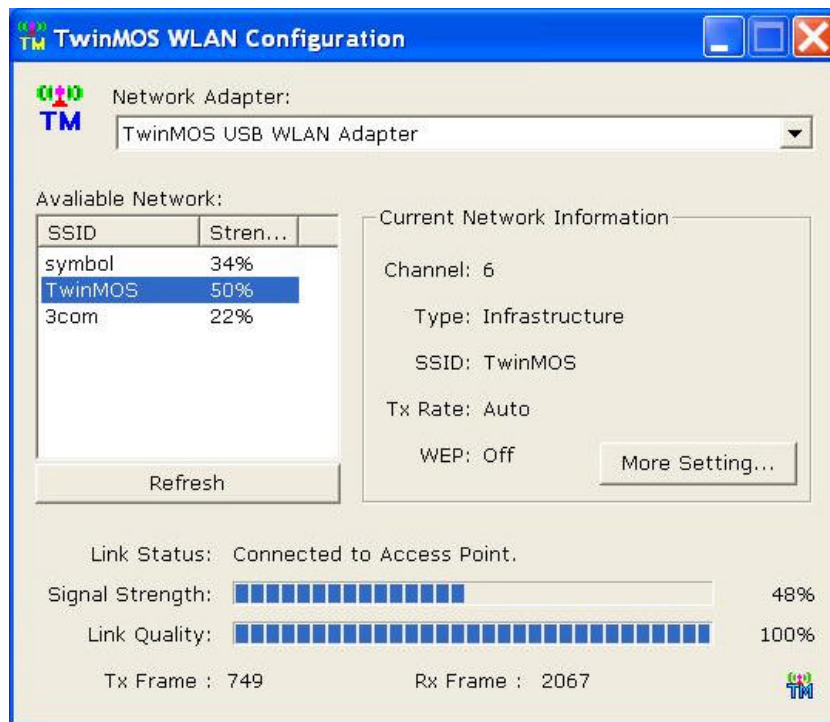 TM TwinMOS WLAN Configuration
TM
Network Adapter:
TwinMOS USB WLAN Adapter
Avaliable Network:
SSID Stren...
symbol 34%
TwinMOS 50%
3com 22%
Refresh
Current Network Information
Channel: 6
Type: Infrastructure
SSID: TwinMOS
Tx Rate: Auto
WEP: Off
More Setting...
Link Status: Connected to Access Point.
Signal Strength: 48%
Link Quality: 100%
Tx Frame : 749 Rx Frame : 2067
TM